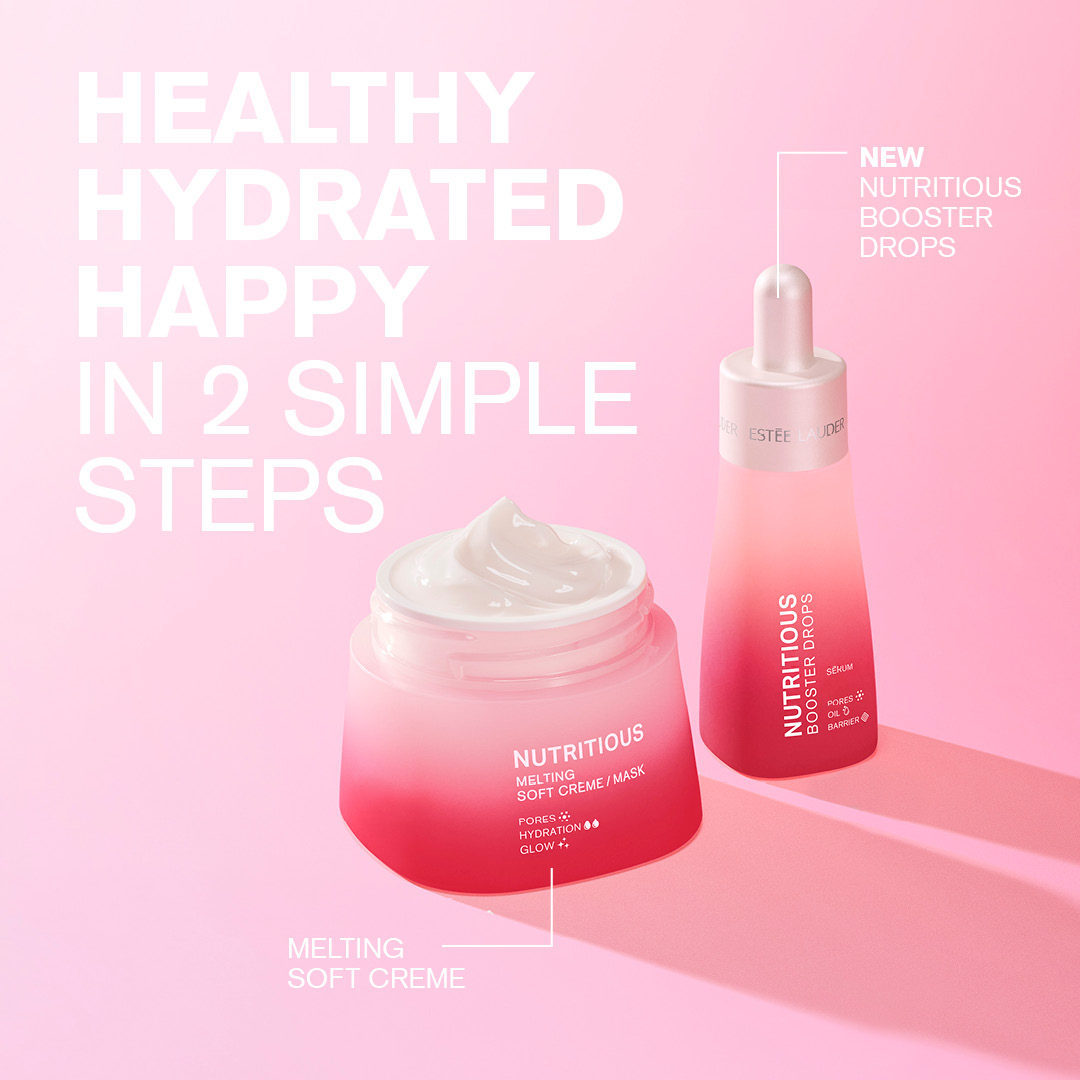 HEALTHY
HYDRATED
HAPPY
IN 2 SIMPLE
STEPS
NEW
NUTRITIOUS
BOOSTER
DROPS
ESTĒE LAUDER
NUTRITIOUS
BOOSTER DROPS
SÉRUM
PORES
OIL
BARRIER
NUTRITIOUS
MELTING
SOFT CREME / MASK
PORES
HYDRATION
GLOW
MELTING
SOFT CREME